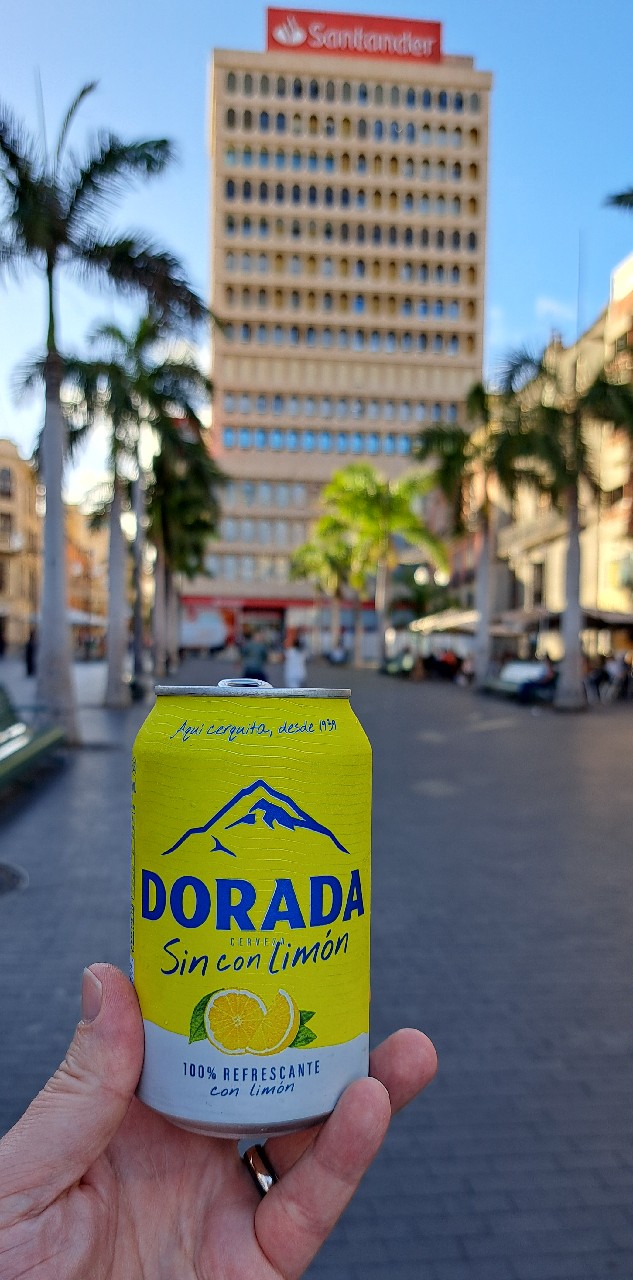 Santander
Aquí cerquita, desde 1939
DORADA
CERVEZA
Sin con limón
100% REFRESCANTE
con limón